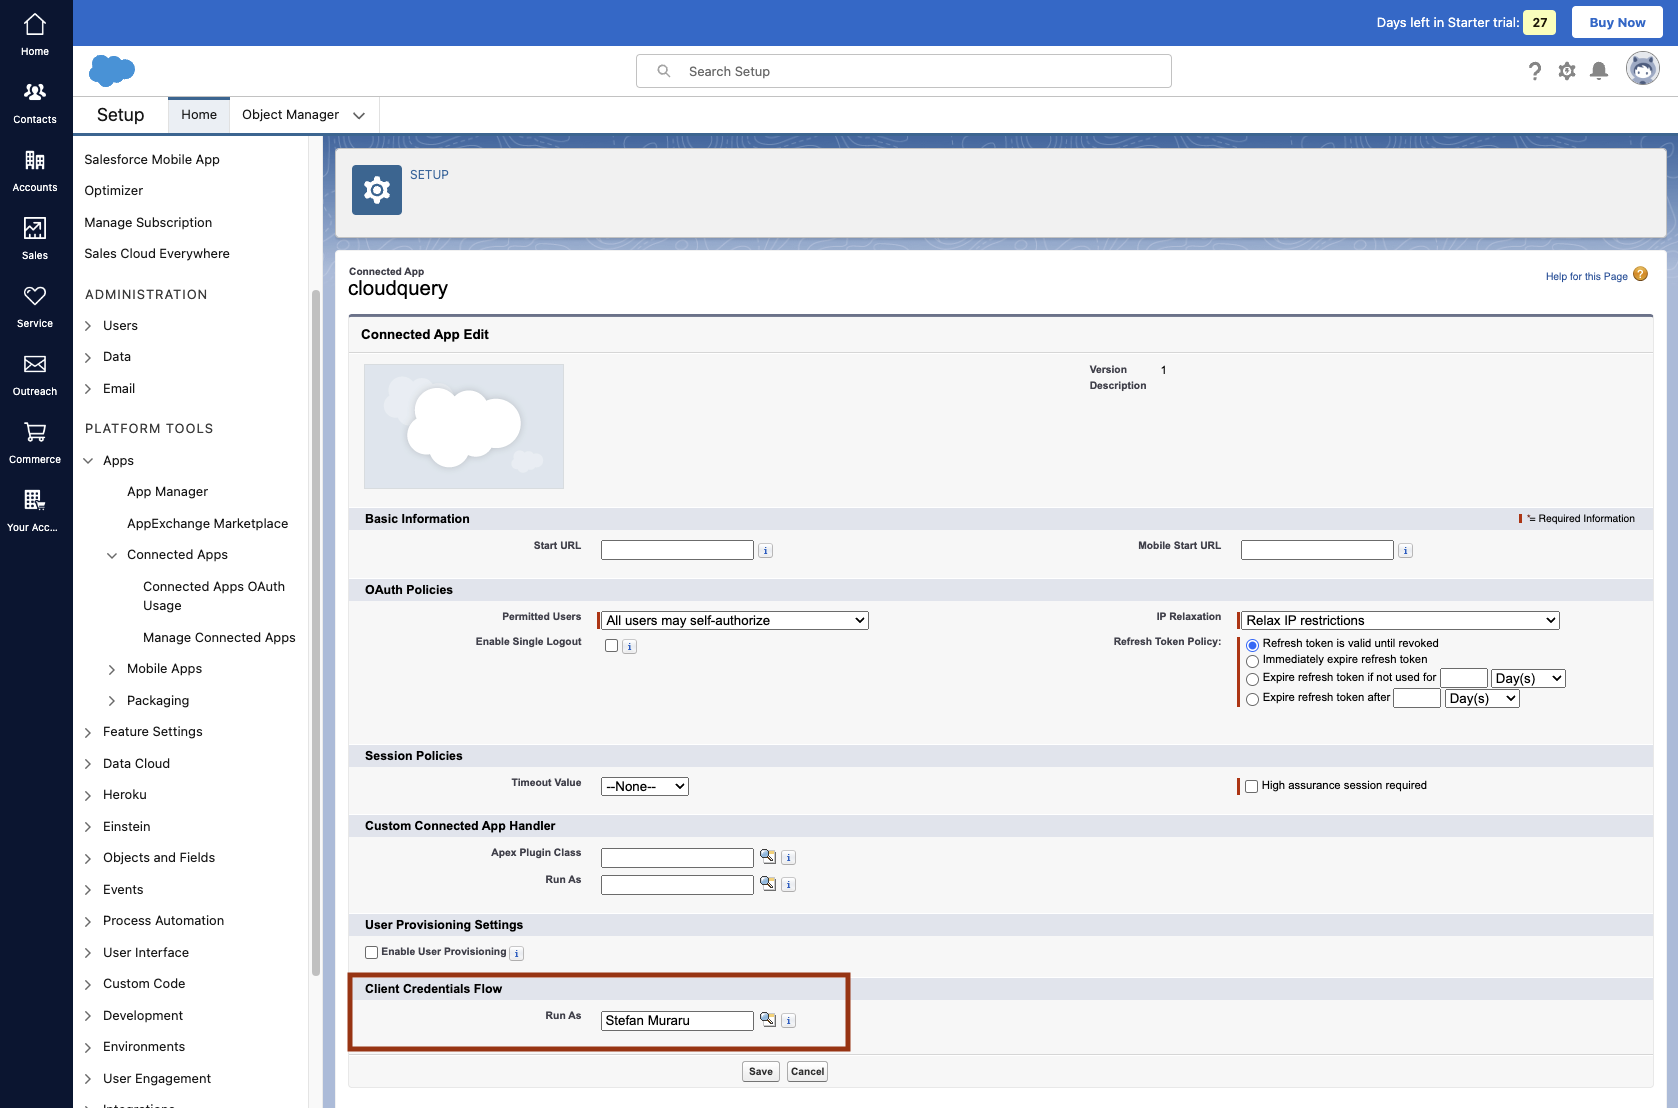 Days left in Starter trial: 27 Buy Now
Home
Contacts
Accounts
Sales
Service
Outreach
Commerce
Your Acc...
Search Setup
Setup Home Object Manager
Salesforce Mobile App
Optimizer
Manage Subscription
Sales Cloud Everywhere
ADMINISTRATION
Users
Data
Email
PLATFORM TOOLS
Apps
App Manager
AppExchange Marketplace
Connected Apps
Connected Apps OAuth
Usage
Manage Connected Apps
Mobile Apps
Packaging
Feature Settings
Data Cloud
Heroku
Einstein
Objects and Fields
Events
Process Automation
User Interface
Custom Code
Development
Environments
User Engagement
Integrations
SETUP
Connected App
cloudquery
Help for this Page ?
Connected App Edit
Version 1
Description
Basic Information
*= Required Information
Start URL i
Mobile Start URL i
OAuth Policies
Permitted Users All users may self-authorize
Enable Single Logout i
IP Relaxation Relax IP restrictions
Refresh Token Policy: Refresh token is valid until revoked
Immediately expire refresh token
Expire refresh token if not used for Day(s)
Expire refresh token after Day(s)
Session Policies
Timeout Value --None--
High assurance session required
Custom Connected App Handler
Apex Plugin Class i
Run As i
User Provisioning Settings
Enable User Provisioning i
Client Credentials Flow
Run As Stefan Muraru i
Save Cancel